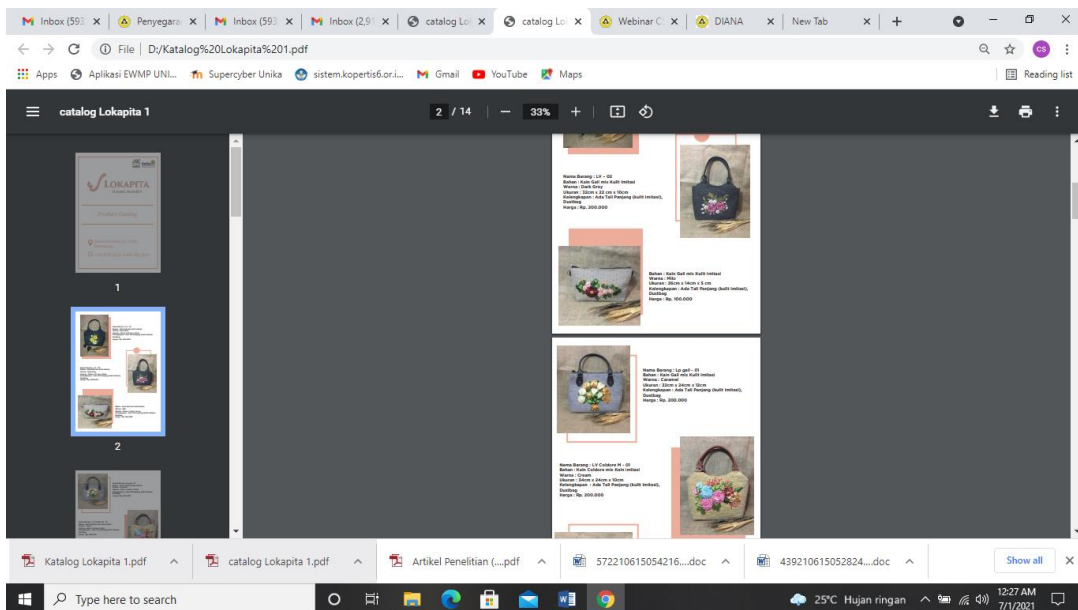 Inbox (593
Penyegara
Inbox (593
Inbox (2,91
catalog Lo
catalog Lo
Webinar C
DIANA
New Tab
File | D:/Katalog%20Lokapita%201.pdf
CS
Apps
Aplikasi EWMP UNI...
Supercyber Unika
sistem.kopertis6.or.i...
Gmail
YouTube
Maps
Reading list
catalog Lokapita 1
2 / 14
33%
LOKAPITA
1
2
Nama Barang : LV - 02
Bahan : Kain Gali mix Kulit Imitasi
Warna : Dark Grey
Ukuran : 32cm x 22 cm x 10cm
Kelengkapan : Ada Tali Panjang (kulit imitasi),
Dustbag
Harga : Rp. 200.000
Bahan : Kain Gali mix Kulit Imitasi
Warna : Milo
Ukuran : 26cm x 14cm x 5 cm
Kelengkapan : Ada Tali Panjang (kulit imitasi),
Dustbag
Harga : Rp. 100.000
Nama Barang : Lp gali - 01
Bahan : Kain Gali mix Kulit Imitasi
Warna : Caramel
Ukuran : 32cm x 24cm x 12cm
Kelengkapan : Ada Tali Panjang (kulit imitasi),
Dustbag
Harga : Rp. 200.000
Nama Barang : LV Coldore M - 01
Bahan : Kain Coldore mix Kain Imitasi
Warna : Cream
Ukuran : 34cm x 24cm x 10cm
Kelengkapan : Ada Tali Panjang (kulit imitasi),
Dustbag
Harga : Rp. 200.000
Katalog Lokapita 1.pdf
catalog Lokapita 1.pdf
Artikel Penelitian (....pdf
572210615054216....doc
439210615052824....doc
Show all
Type here to search
25°C Hujan ringan
12:27 AM
7/1/2021